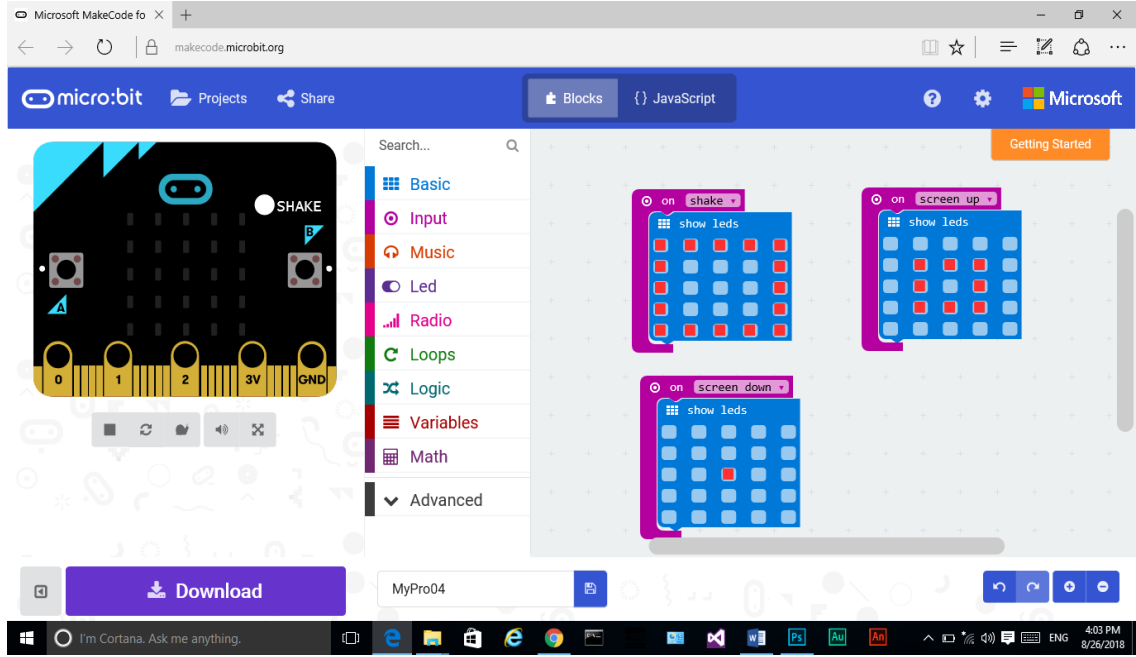 Microsoft MakeCode fo
makecode.microbit.org
micro:bit Projects Share Blocks {} JavaScript ? Microsoft
Getting Started
Search...
Basic
Input
Music
Led
Radio
Loops
Logic
Variables
Math
Advanced
SHAKE
B
A
0 1 2 3V GND
on shake
show leds
on screen up
show leds
on screen down
show leds
Download
MyPro04
I'm Cortana. Ask me anything.
Ps Au An
ENG
4:03 PM
8/26/2018